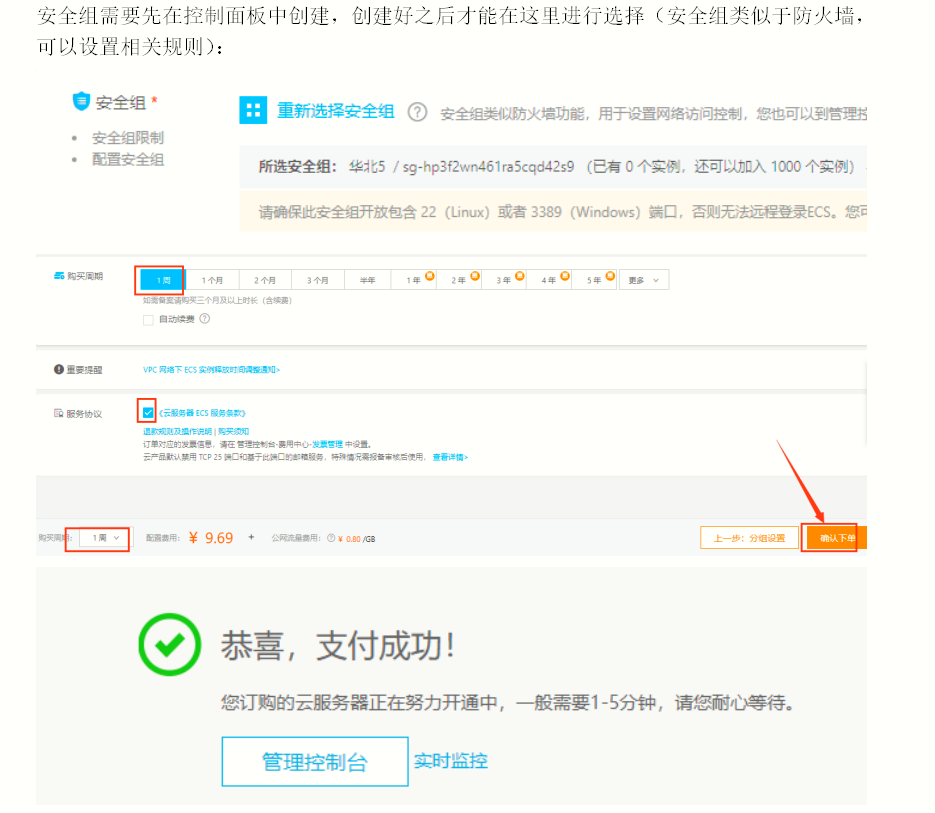 安全组需要先在控制面板中创建，创建好之后才能在这里进行选择（安全组类似于防火墙，
可以设置相关规则）：
安全组 *
重新选择安全组 ? 安全组类似防火墙功能，用于设置网络访问控制，您也可以到管理控
• 安全组限制
• 配置安全组
所选安全组： 华北5 / sg-hp3f2wn461ra5cqd42s9 （已有 0 个实例，还可以加入 1000 个实例）
请确保此安全组开放包含 22（Linux）或者 3389（Windows）端口，否则无法远程登录ECS。您可
购买周期 1 周 1 个月 2 个月 3 个月 半年 1 年 2 年 3 年 4 年 5 年 更多
如需备案请购买三个月及以上时长（含续费）
自动续费 ?
重要提醒 VPC 网络下 ECS 实例释放时间调整通知>
服务协议 《云服务器 ECS 服务条款》
退款规则及操作说明 | 购买须知
订单对应的发票信息，请在 管理控制台-费用中心-发票管理 中设置。
云产品默认禁用 TCP 25 端口和基于此端口的邮箱服务，特殊情况需报备审核后使用， 查看详情>
购买周期： 1 周 配置费用： ¥ 9.69 + 公网流量费用： ? ¥ 0.80 /GB 上一步：分组设置 确认下单
恭喜，支付成功！
您订购的云服务器正在努力开通中，一般需要1-5分钟，请您耐心等待。
管理控制台 实时监控